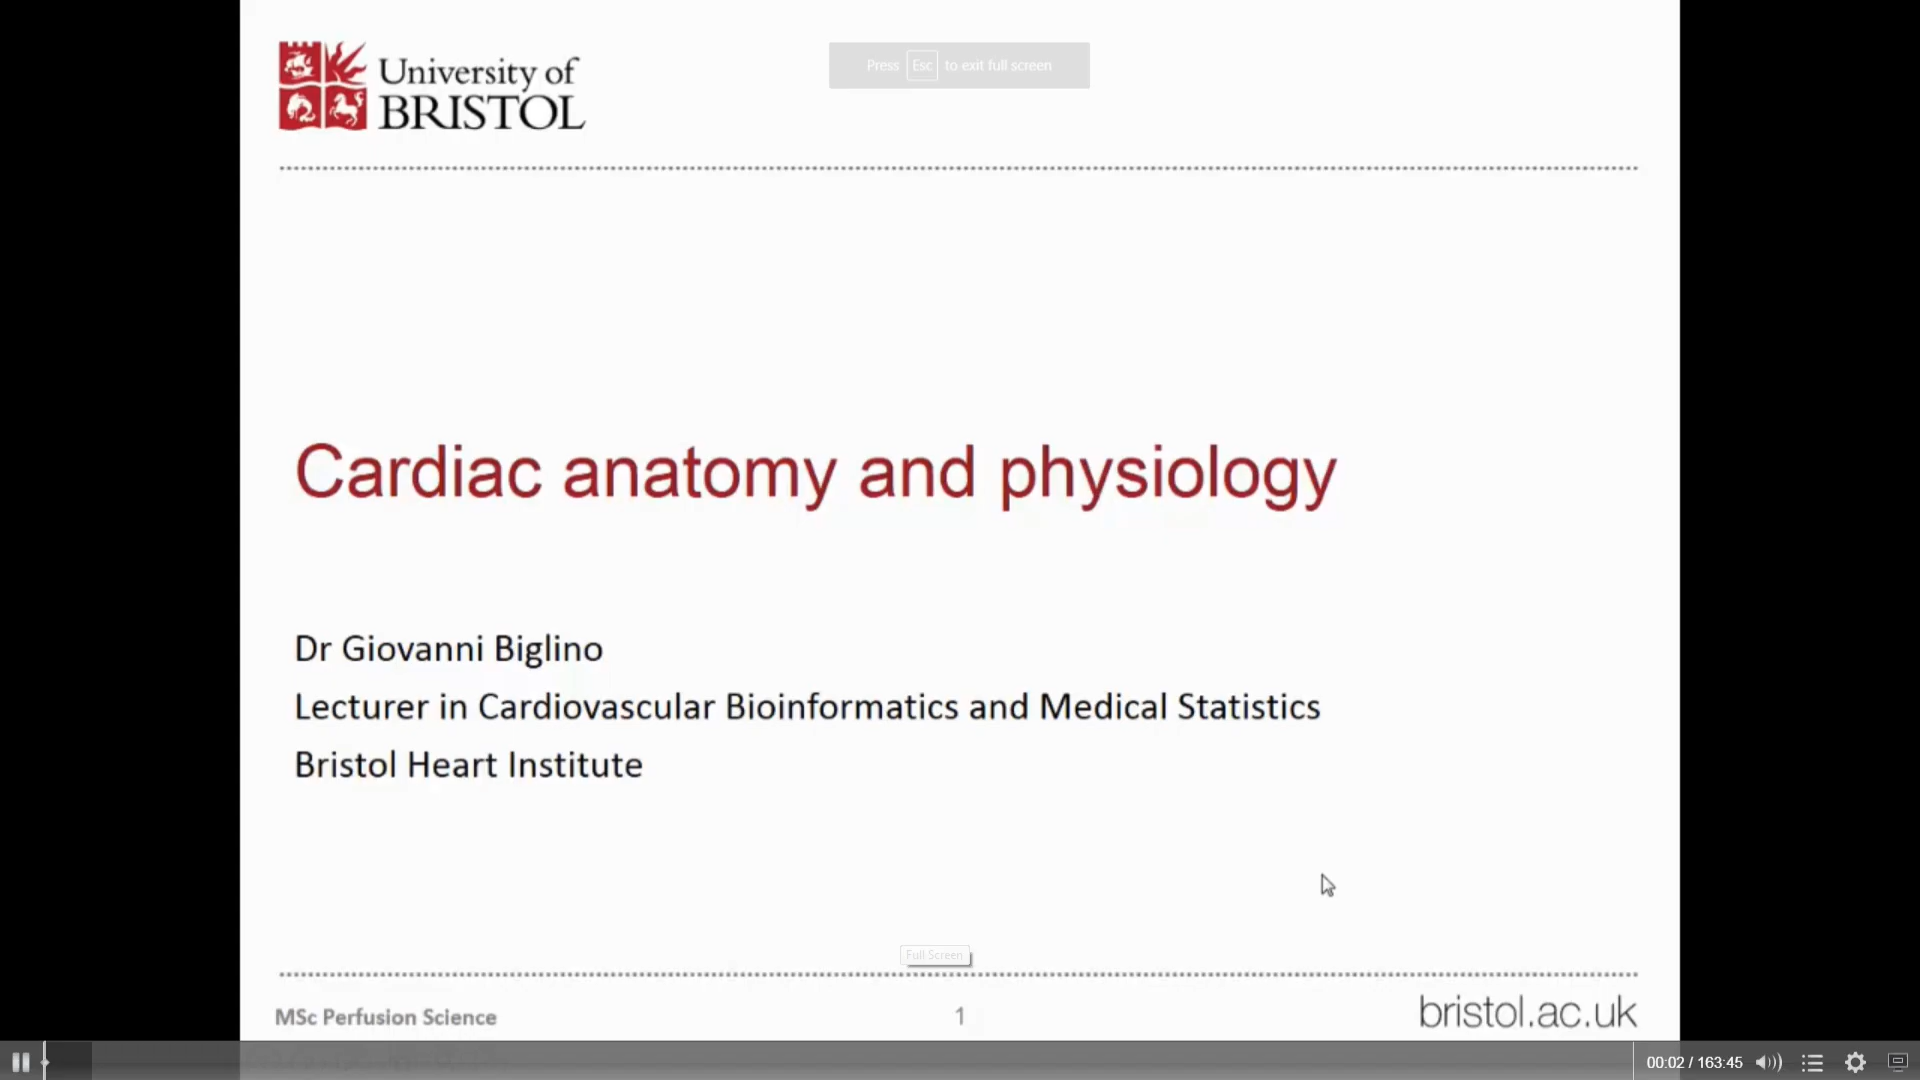 University of
BRISTOL
Press Esc to exit full screen
Cardiac anatomy and physiology
Dr Giovanni Biglino
Lecturer in Cardiovascular Bioinformatics and Medical Statistics
Bristol Heart Institute
Full Screen
MSc Perfusion Science
1
bristol.ac.uk
00:02 / 163:45